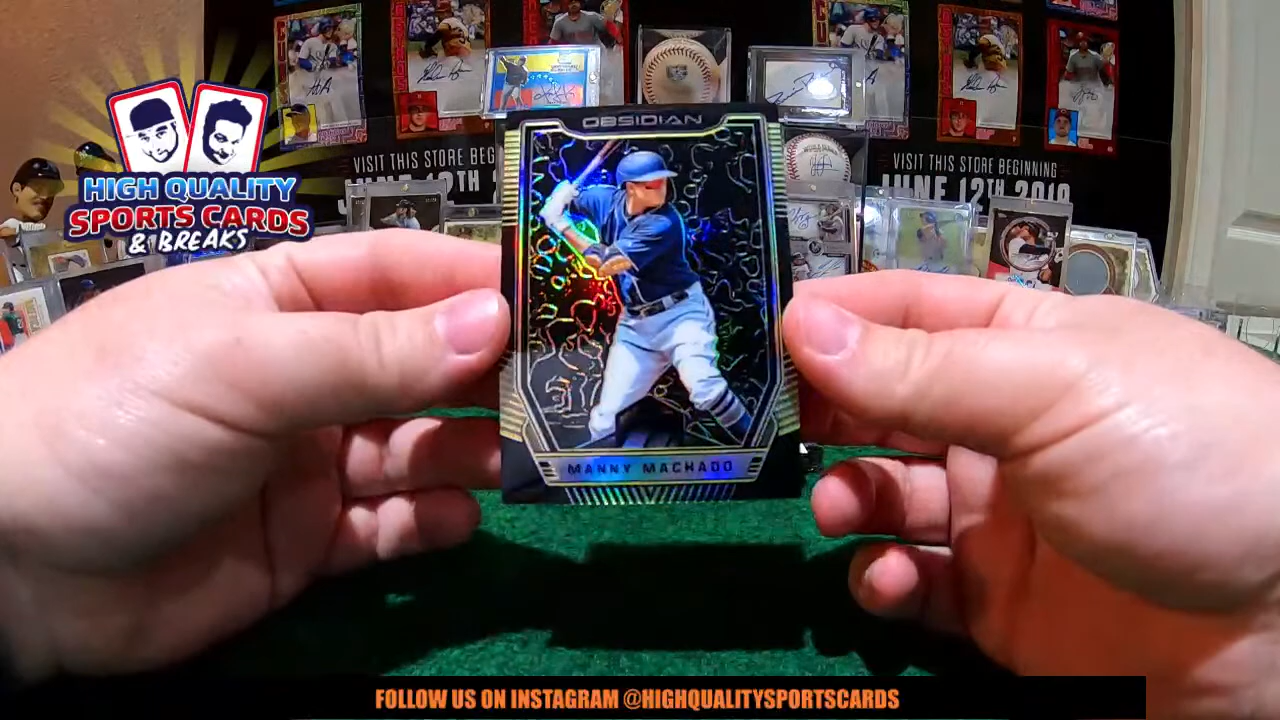 HIGH QUALITY
SPORTS CARDS
& BREAKS
VISIT THIS STORE BEG
JUNE 12TH
VISIT THIS STORE BEGINNING
JUNE 12TH 2019
OBSIDIAN
MANNY MACHADO
FOLLOW US ON INSTAGRAM @HIGHQUALITYSPORTSCARDS